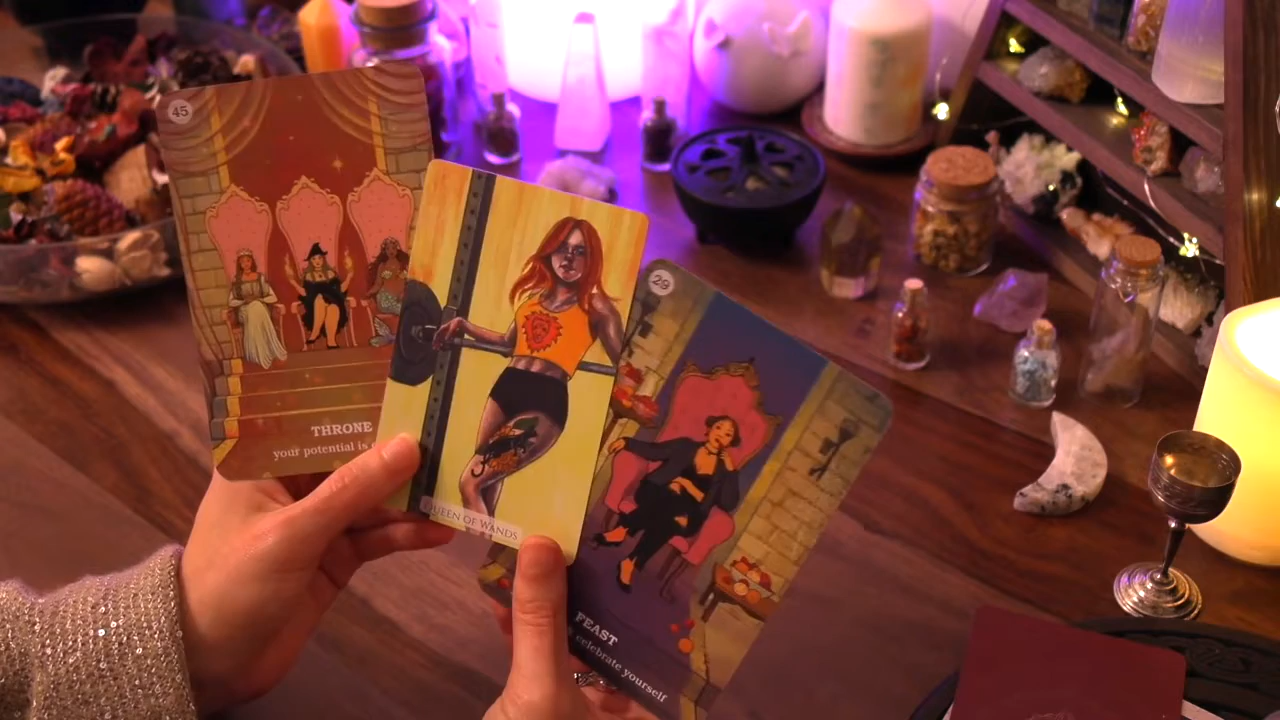 45
THRONE
your potential is
QUEEN OF WANDS
29
FEAST
celebrate yourself